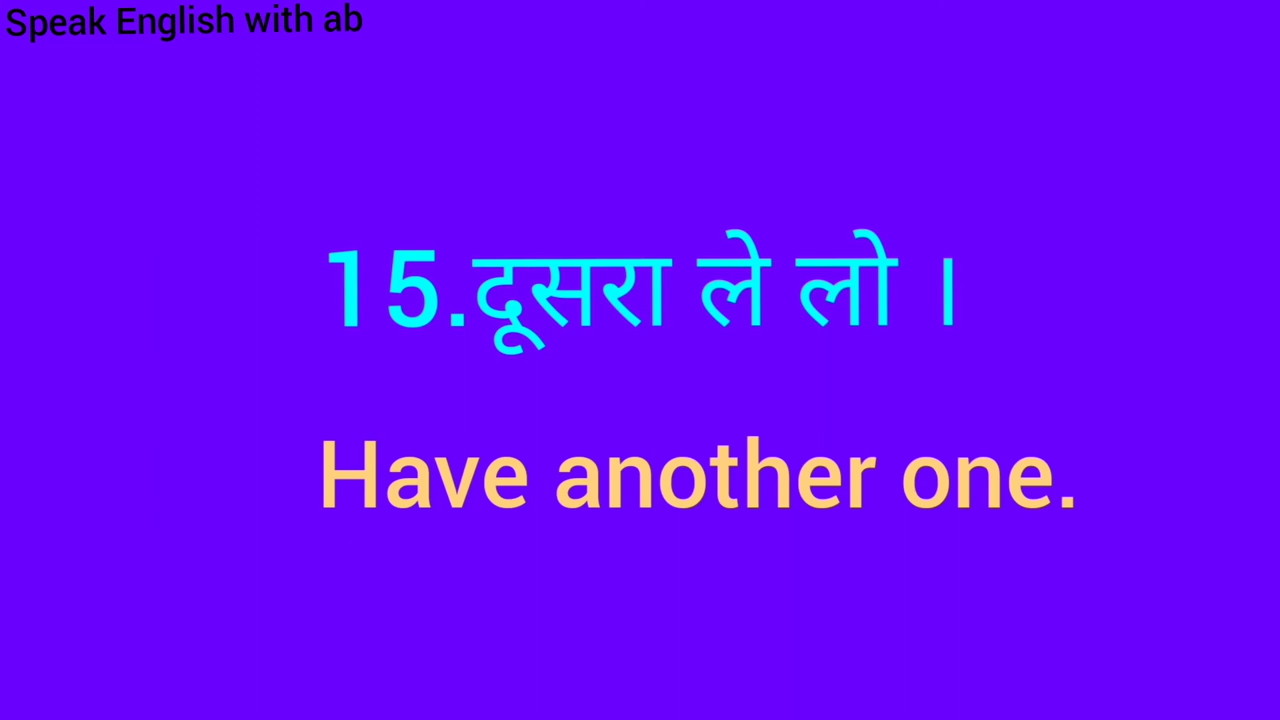 Speak English with ab
15.दूसरा ले लो ।
Have another one.